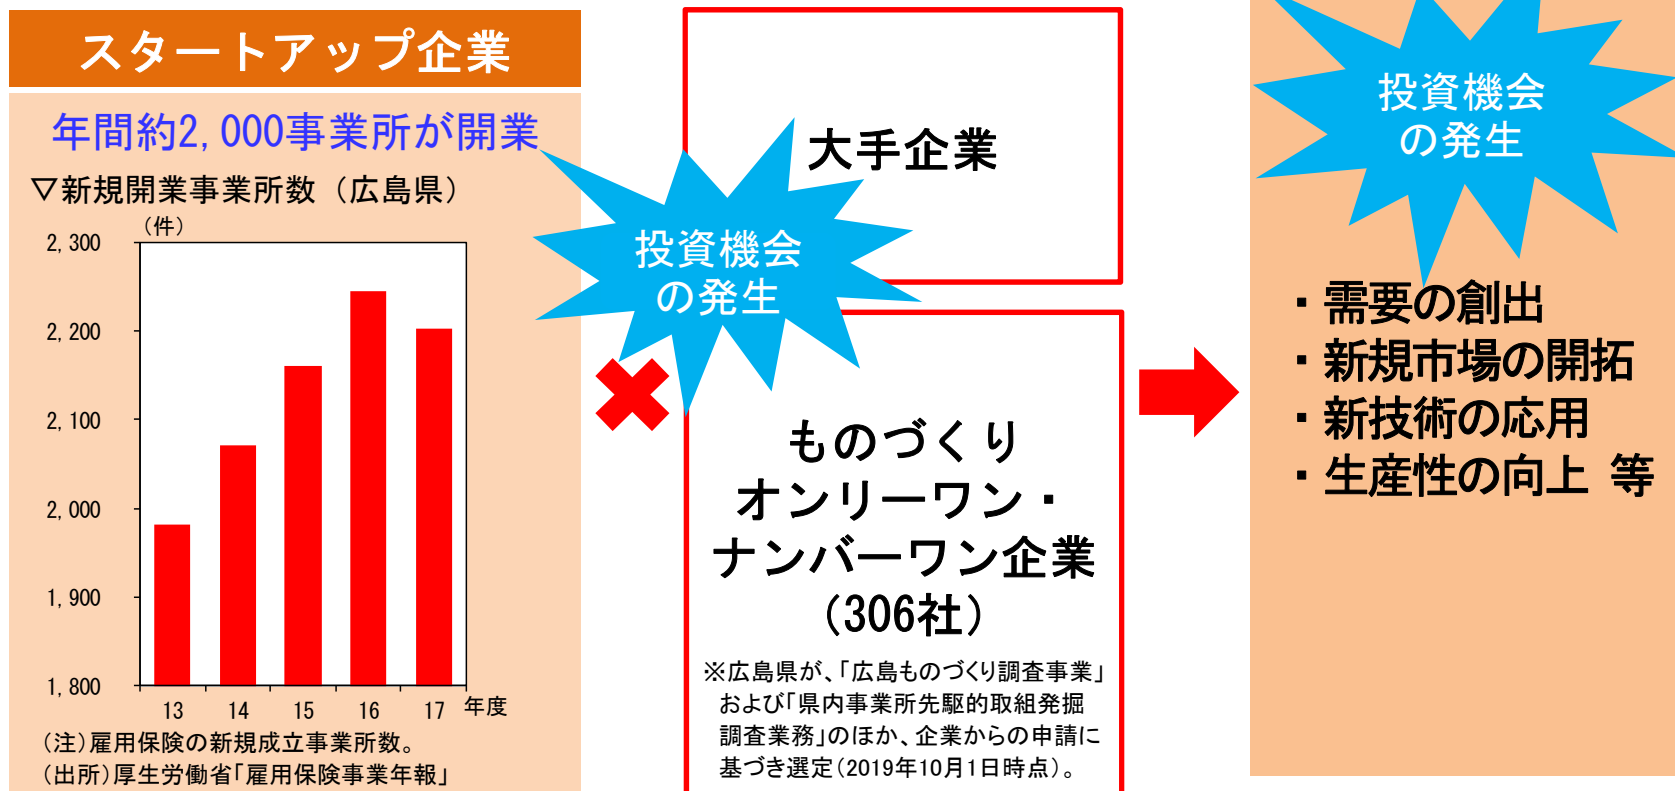 スタートアップ企業
年間約2,000事業所が開業
▽新規開業事業所数（広島県）
（件）
2,300
2,200
2,100
2,000
1,900
1,800
13 14 15 16 17 年度
（注）雇用保険の新規成立事業所数。
（出所）厚生労働省「雇用保険事業年報」
投資機会
の発生
大手企業
ものづくり
オンリーワン・
ナンバーワン企業
（306社）
※広島県が、「広島ものづくり調査事業」
および「県内事業所先駆的取組発掘
調査業務」のほか、企業からの申請に
基づき選定（2019年10月1日時点）。
投資機会
の発生
・需要の創出
・新規市場の開拓
・新技術の応用
・生産性の向上 等